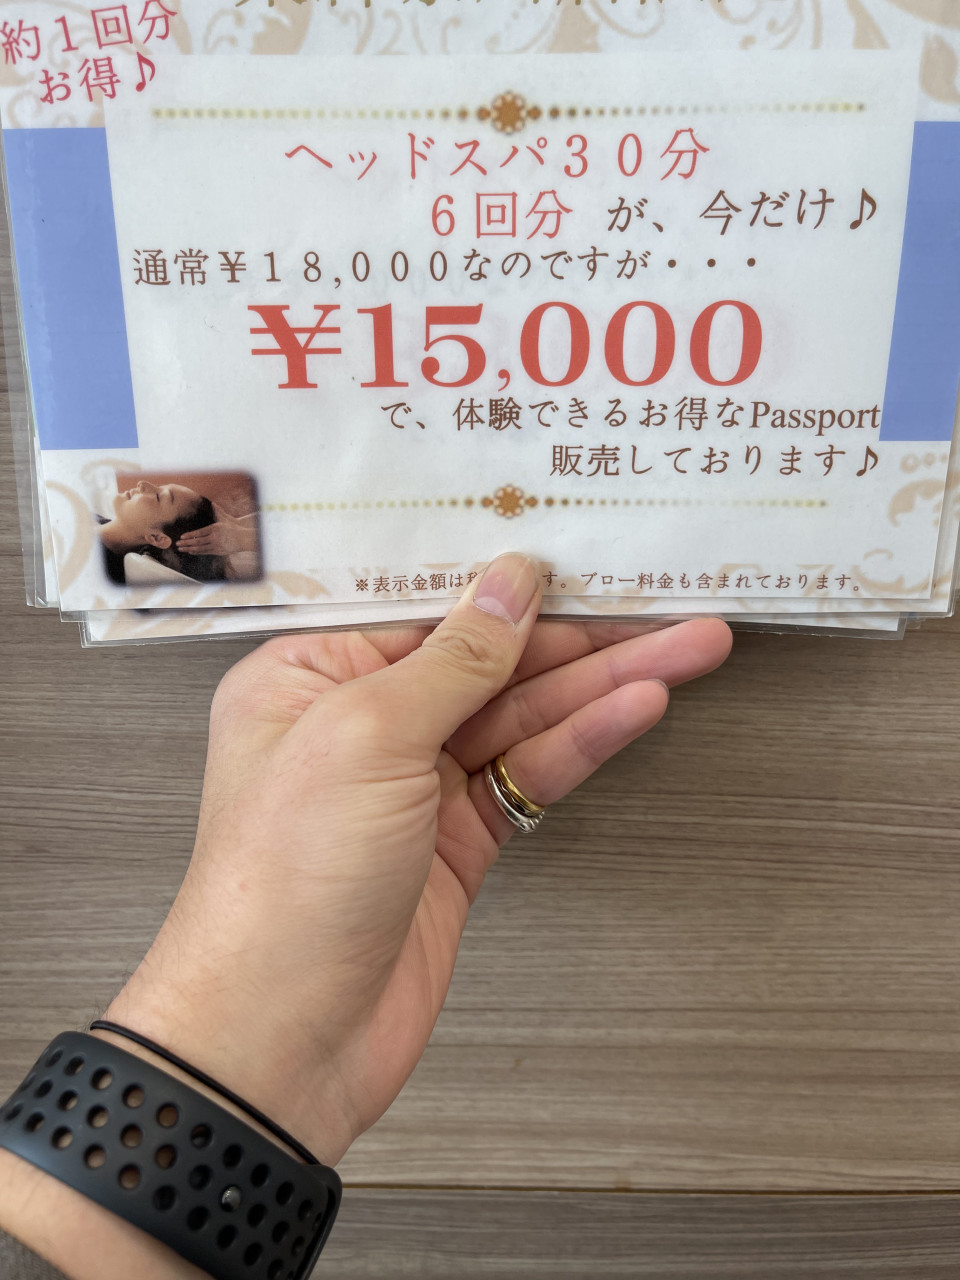 約１回分
お得♪
ヘッドスパ３０分
６回分 が、今だけ♪
通常￥１８,０００なのですが・・・
￥15,000
で、体験できるお得なPassport
販売しております♪
※表示金額は す。ブロー料金も含まれております。